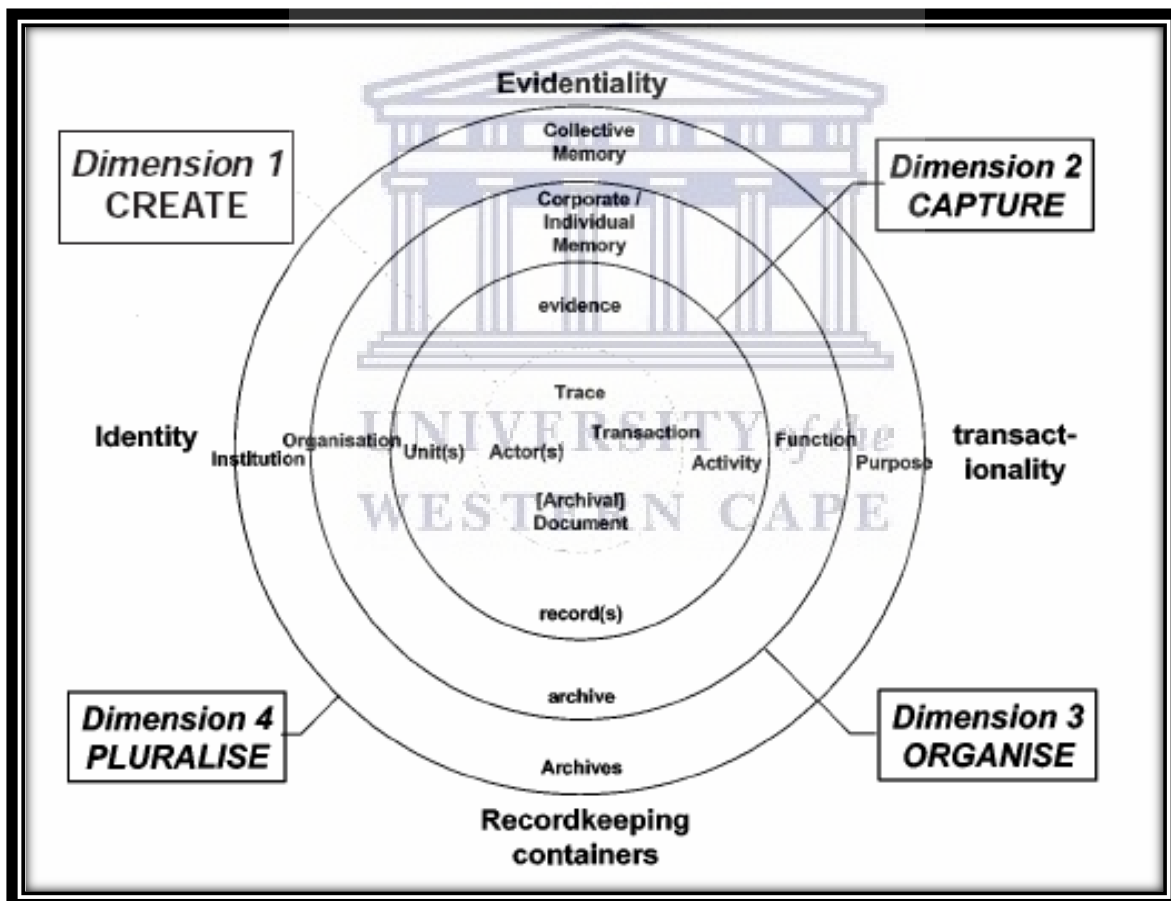 Evidentiality
Collective
Memory
Dimension 1
CREATE
Dimension 2
CAPTURE
Corporate /
Individual
Memory
evidence
Trace
Transaction
Identity
Institution
Organisation
Unit(s)
Actor(s)
Activity
Function
Purpose
transact-
ionality
UNIVERSITY of the
WESTERN CAPE
[Archival]
Document
record(s)
archive
Archives
Dimension 4
PLURALISE
Dimension 3
ORGANISE
Recordkeeping
containers